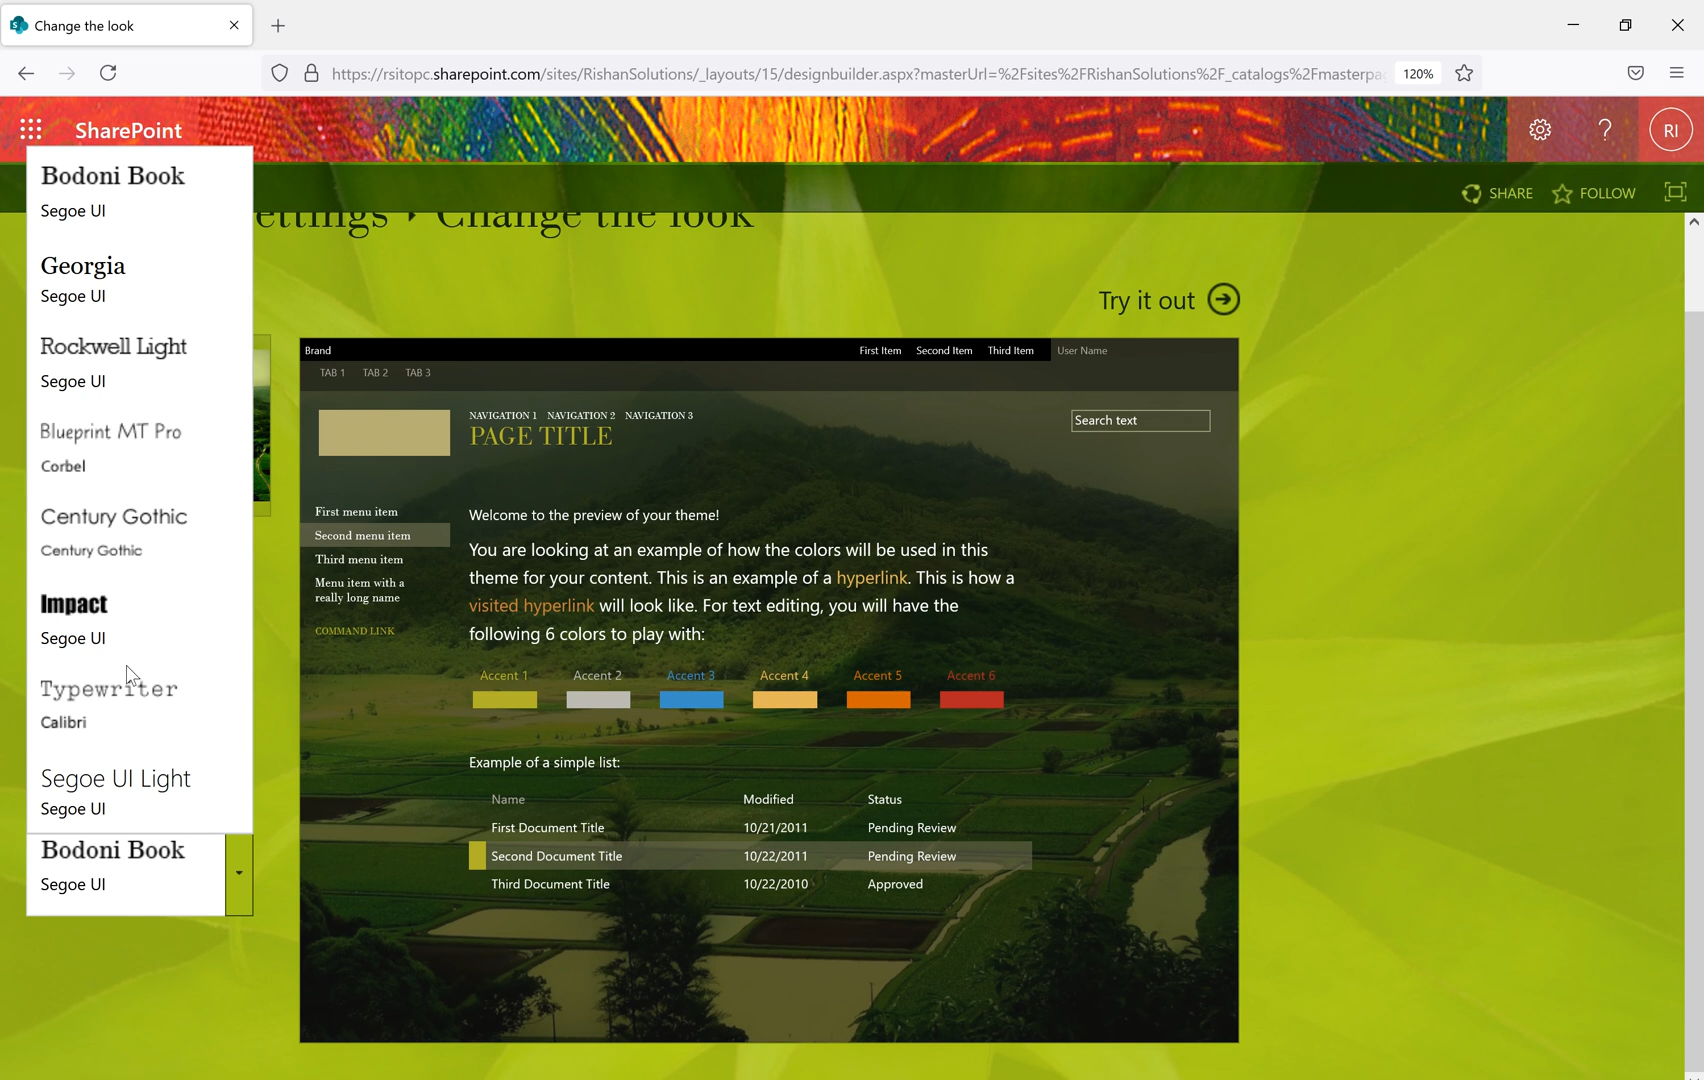 Change the look
https://rsitopc.sharepoint.com/sites/RishanSolutions/_layouts/15/designbuilder.aspx?masterUrl=%2Fsites%2FRishanSolutions%2F_catalogs%2Fmasterpag
120%
SharePoint
RI
SHARE
FOLLOW
ettings ▸ Change the look
Bodoni Book
Segoe UI
Georgia
Segoe UI
Rockwell Light
Segoe UI
Blueprint MT Pro
Corbel
Century Gothic
Century Gothic
Impact
Segoe UI
Typewriter
Calibri
Segoe UI Light
Segoe UI
Bodoni Book
Segoe UI
Try it out
Brand
First Item Second Item Third Item User Name
TAB 1 TAB 2 TAB 3
NAVIGATION 1 NAVIGATION 2 NAVIGATION 3
PAGE TITLE
Search text
First menu item
Second menu item
Third menu item
Menu item with a
really long name
COMMAND LINK
Welcome to the preview of your theme!
You are looking at an example of how the colors will be used in this
theme for your content. This is an example of a hyperlink. This is how a
visited hyperlink will look like. For text editing, you will have the
following 6 colors to play with:
Accent 1 Accent 2 Accent 3 Accent 4 Accent 5 Accent 6
Example of a simple list:
Name Modified Status
First Document Title 10/21/2011 Pending Review
Second Document Title 10/22/2011 Pending Review
Third Document Title 10/22/2010 Approved